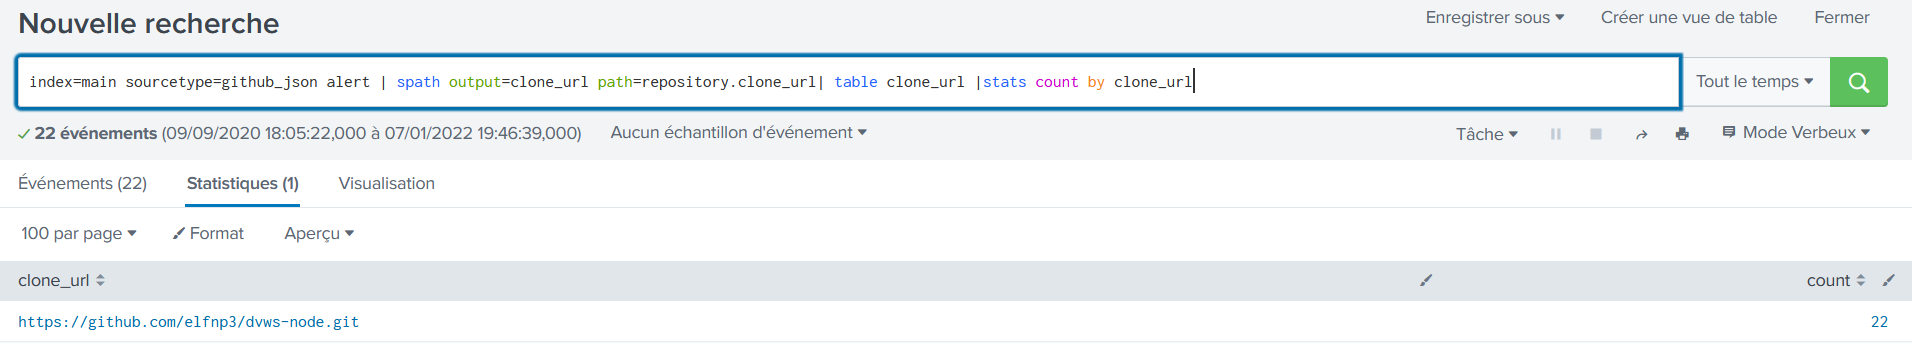 Nouvelle recherche
Enregistrer sous Créer une vue de table Fermer
index=main sourcetype=github_json alert | spath output=clone_url path=repository.clone_url| table clone_url |stats count by clone_url
Tout le temps
22 événements (09/09/2020 18:05:22,000 à 07/01/2022 19:46:39,000) Aucun échantillon d'événement Tâche Mode Verbeux
Événements (22) Statistiques (1) Visualisation
100 par page Format Aperçu
clone_url count
https://github.com/elfnp3/dvws-node.git 22